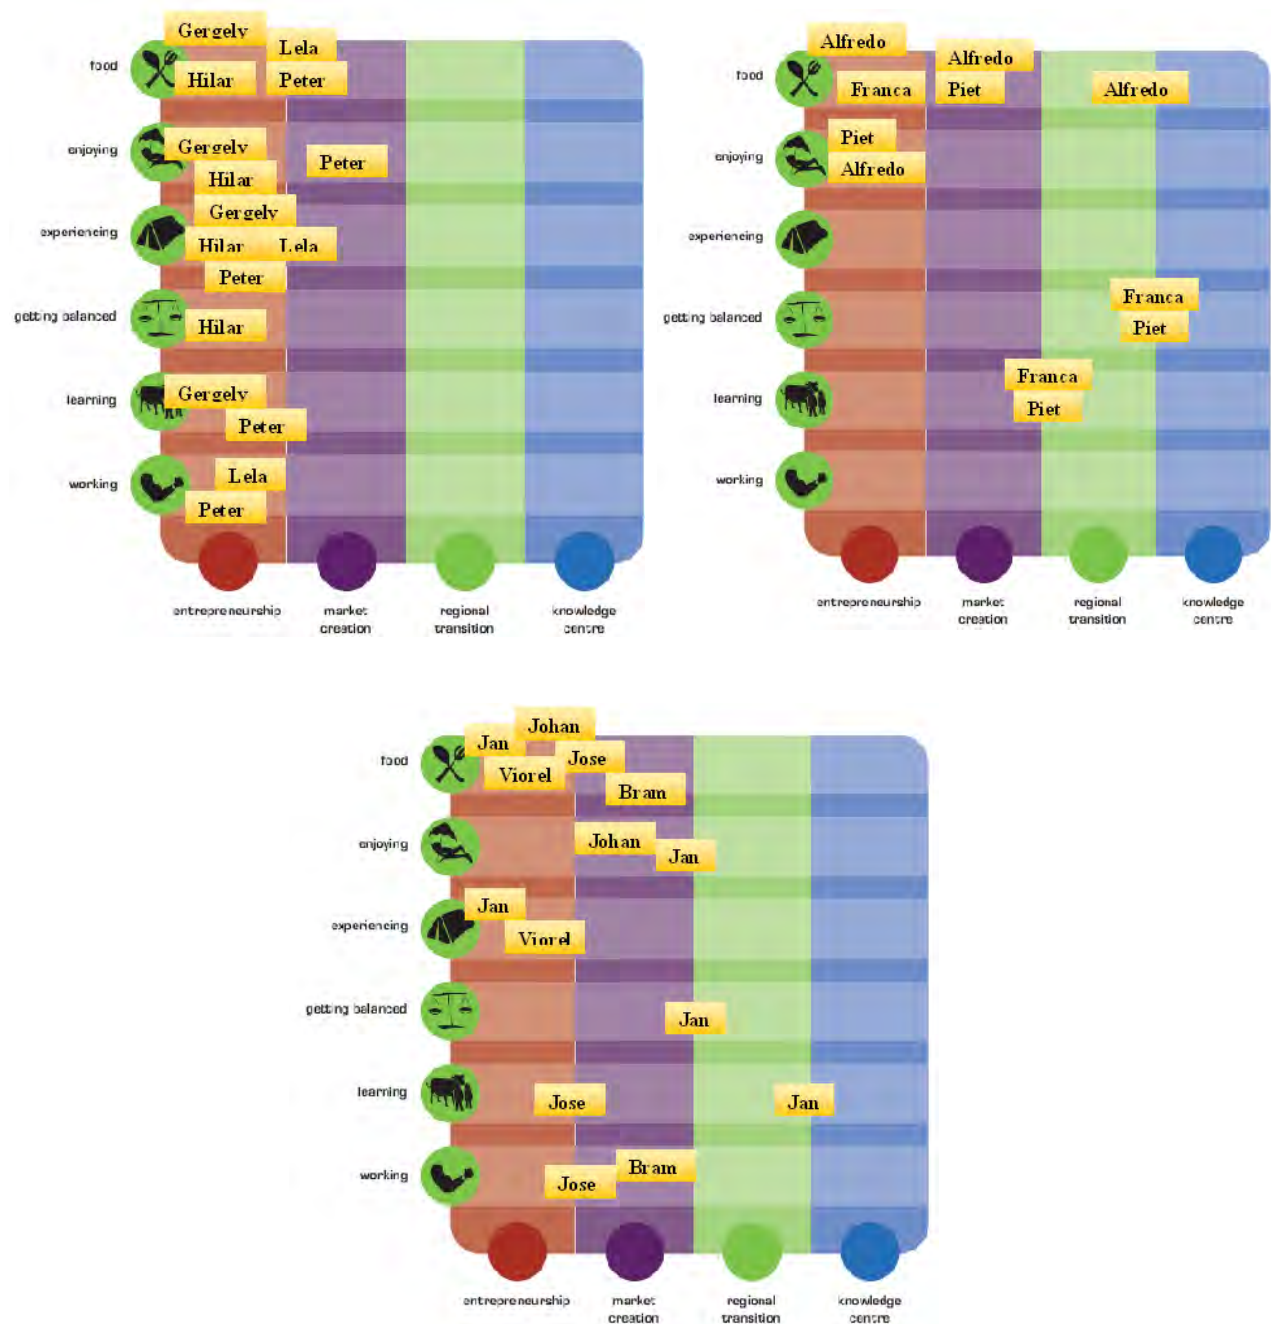 Gergely
Lela
food
Hilar
Peter
Gergely
enjoying
Peter
Hilar
Gergely
experiencing
Hilar
Lela
Peter
getting balanced
Hilar
learning
Gergely
Peter
working
Lela
Peter
entrepreneurship
market
creation
regional
transition
knowledge
centre
Alfredo
Alfredo
food
Franca
Piet
Alfredo
Piet
enjoying
Alfredo
experiencing
Franca
getting balanced
Piet
Franca
learning
Piet
working
entrepreneurship
market
creation
regional
transition
knowledge
centre
Johan
Jan
food
Jose
Viorel
Bram
enjoying
Johan
Jan
Jan
experiencing
Viorel
getting balanced
Jan
learning
Jose
Jan
working
Bram
Jose
entrepreneurship
market
creation
regional
transition
knowledge
centre